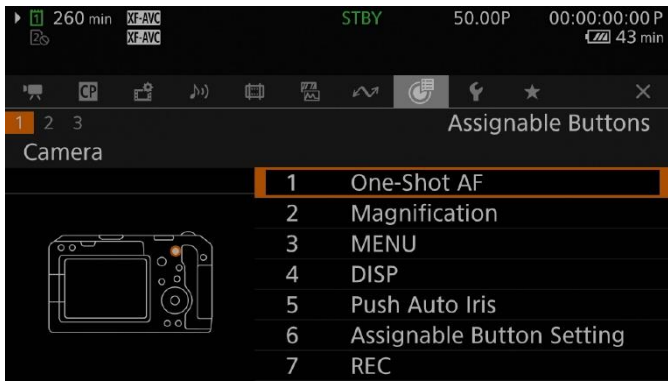 1 260 min XF-AVC STBY 50.00P 00:00:00:00 P
2 XF-AVC 43 min
CP
1 2 3 Assignable Buttons
Camera
1 One-Shot AF
2 Magnification
3 MENU
4 DISP
5 Push Auto Iris
6 Assignable Button Setting
7 REC